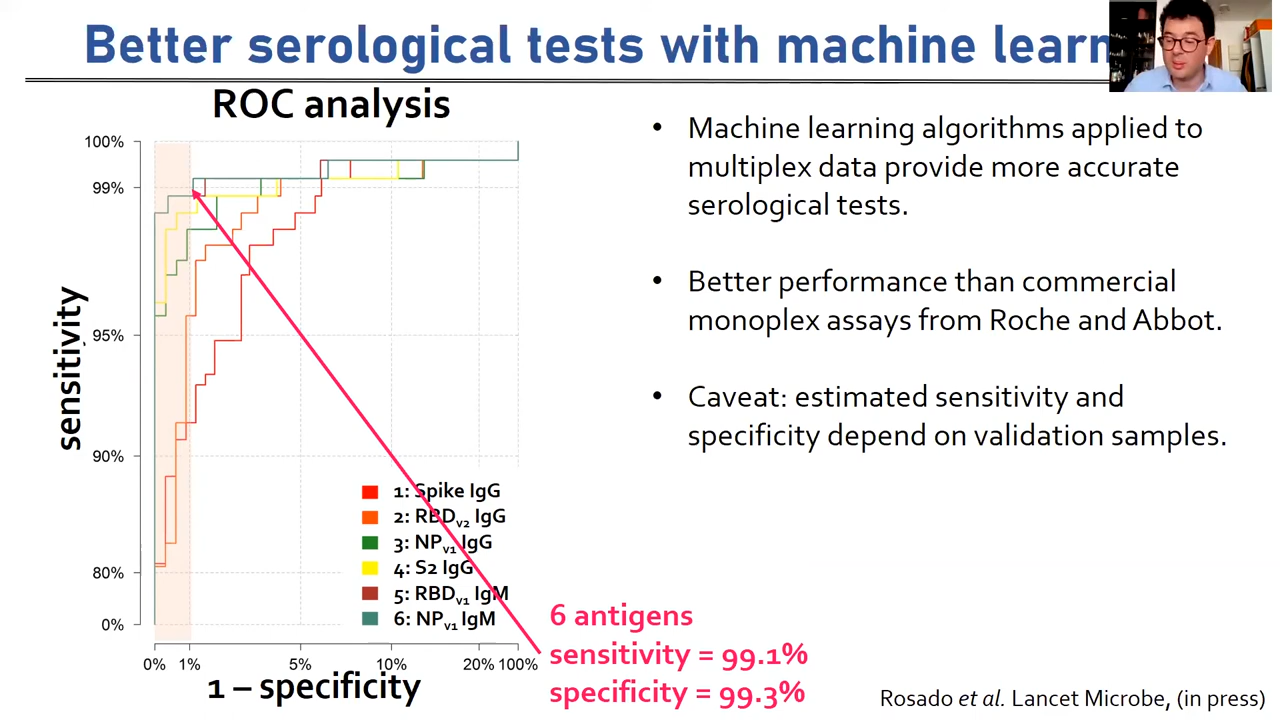 Better serological tests with machine learn
ROC analysis
100%
99%
95%
90%
80%
0%
sensitivity
1: Spike IgG
2: RBDv2 IgG
3: NPv1 IgG
4: S2 IgG
5: RBDv1 IgM
6: NPv1 IgM
0% 1% 5% 10% 20% 100%
1 – specificity
6 antigens
sensitivity = 99.1%
specificity = 99.3%
• Machine learning algorithms applied to
multiplex data provide more accurate
serological tests.
• Better performance than commercial
monoplex assays from Roche and Abbot.
• Caveat: estimated sensitivity and
specificity depend on validation samples.
Rosado et al. Lancet Microbe, (in press)